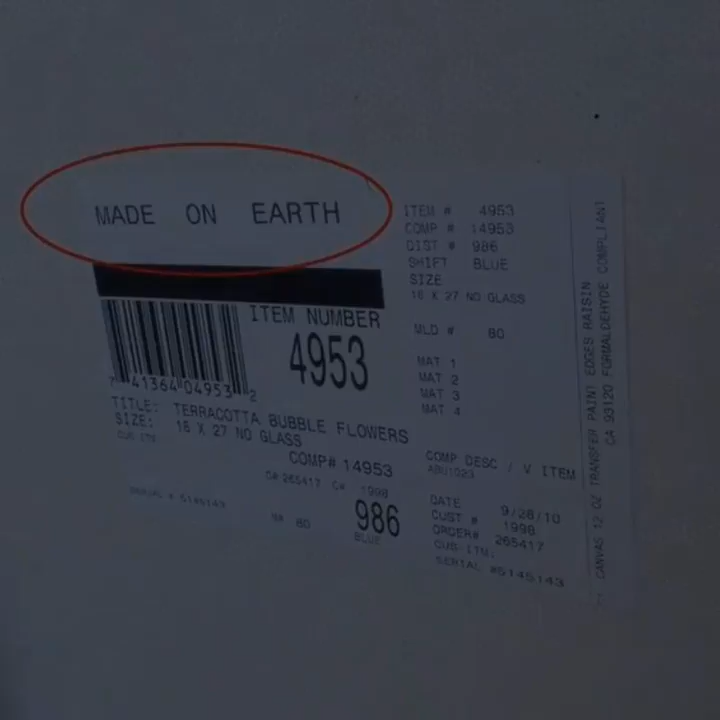 MADE ON EARTH
ITEM NUMBER
4953
7 41364 04953 2
TITLE: TERRACOTTA BUBBLE FLOWERS
SIZE: 16 X 27 NO GLASS
CUS ITM.
COMP# 14953
O# 265417 C# 1998
SERIAL # 5145143
M# 80
986
BLUE
ITEM # 4953
COMP # 14953
DIST # 986
SHIFT BLUE
SIZE
16 X 27 NO GLASS
MLD # 80
MAT 1
MAT 2
MAT 3
MAT 4
COMP DESC / V ITEM
ABU1023
DATE 9/28/10
CUST # 1998
ORDER# 265417
CUS-ITM.
SERIAL #5145143
CANVAS 12 OZ TRANSFER PAINT EDGES RAISIN
CA 93120 FORMALDEHYDE COMPLIANT